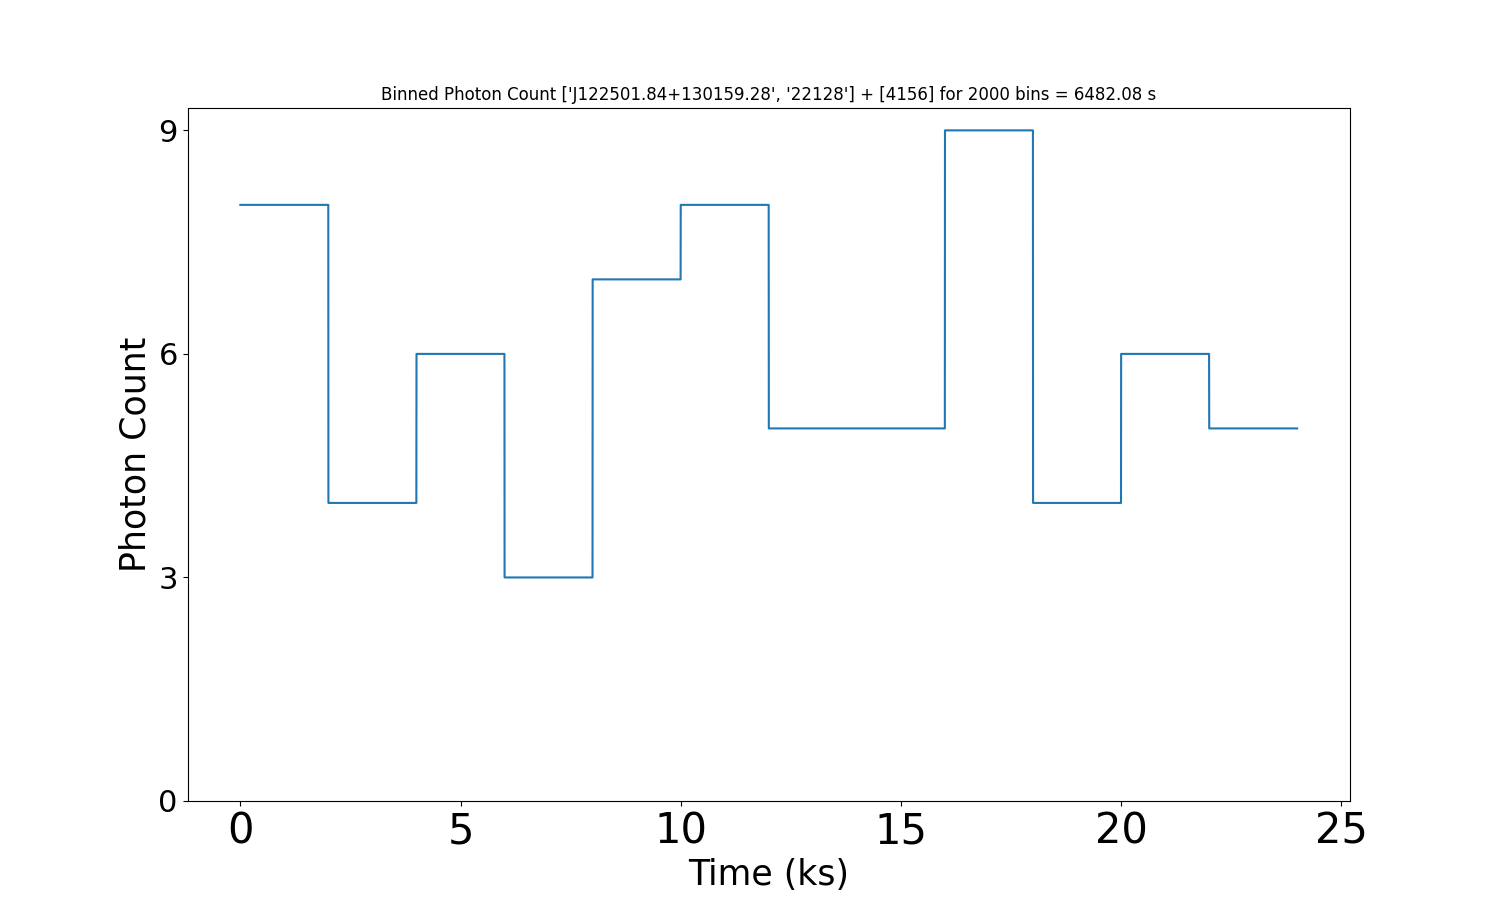 Binned Photon Count ['J122501.84+130159.28', '22128'] + [4156] for 2000 bins = 6482.08 s
9
6
3
0
Photon Count
0 5 10 15 20 25
Time (ks)